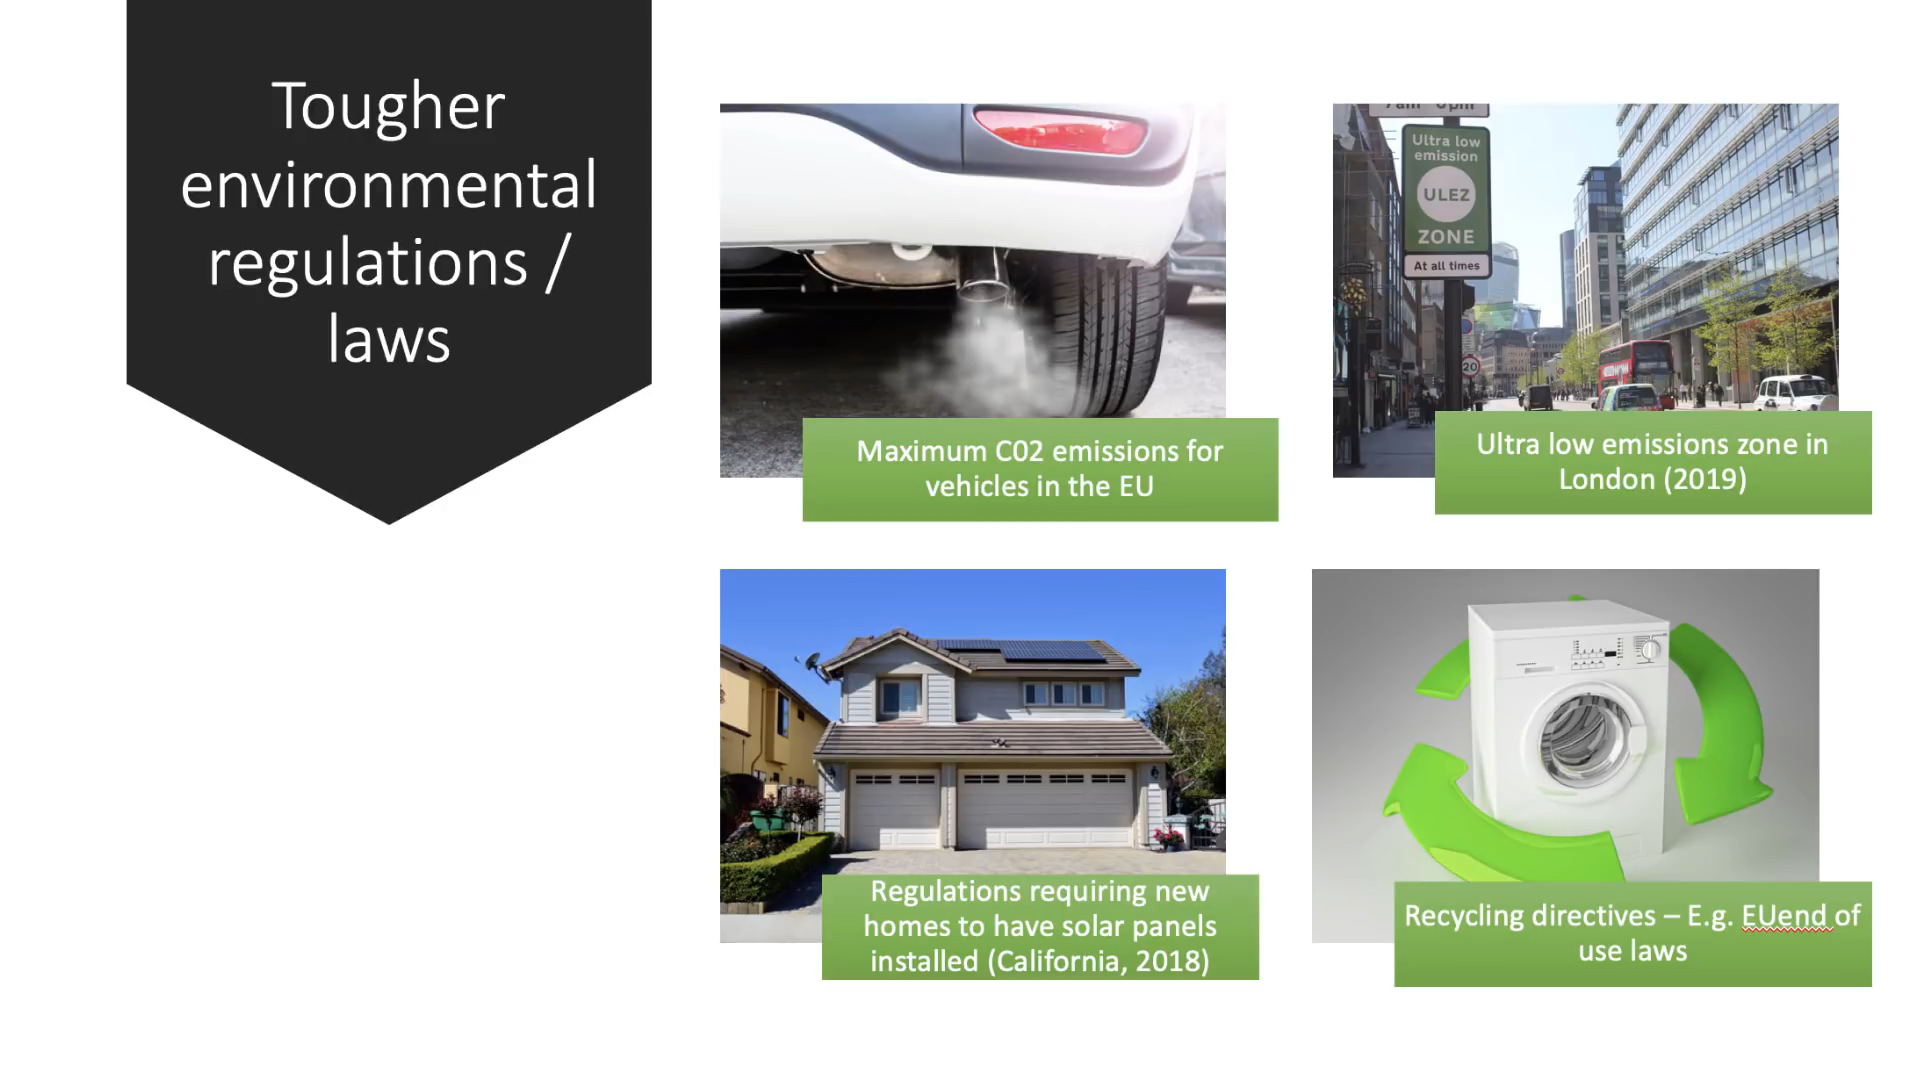 Tougher
environmental
regulations /
laws
Ultra low
emission
ULEZ
ZONE
At all times
20
Maximum C02 emissions for
vehicles in the EU
Ultra low emissions zone in
London (2019)
Regulations requiring new
homes to have solar panels
installed (California, 2018)
Recycling directives – E.g. EUend of
use laws